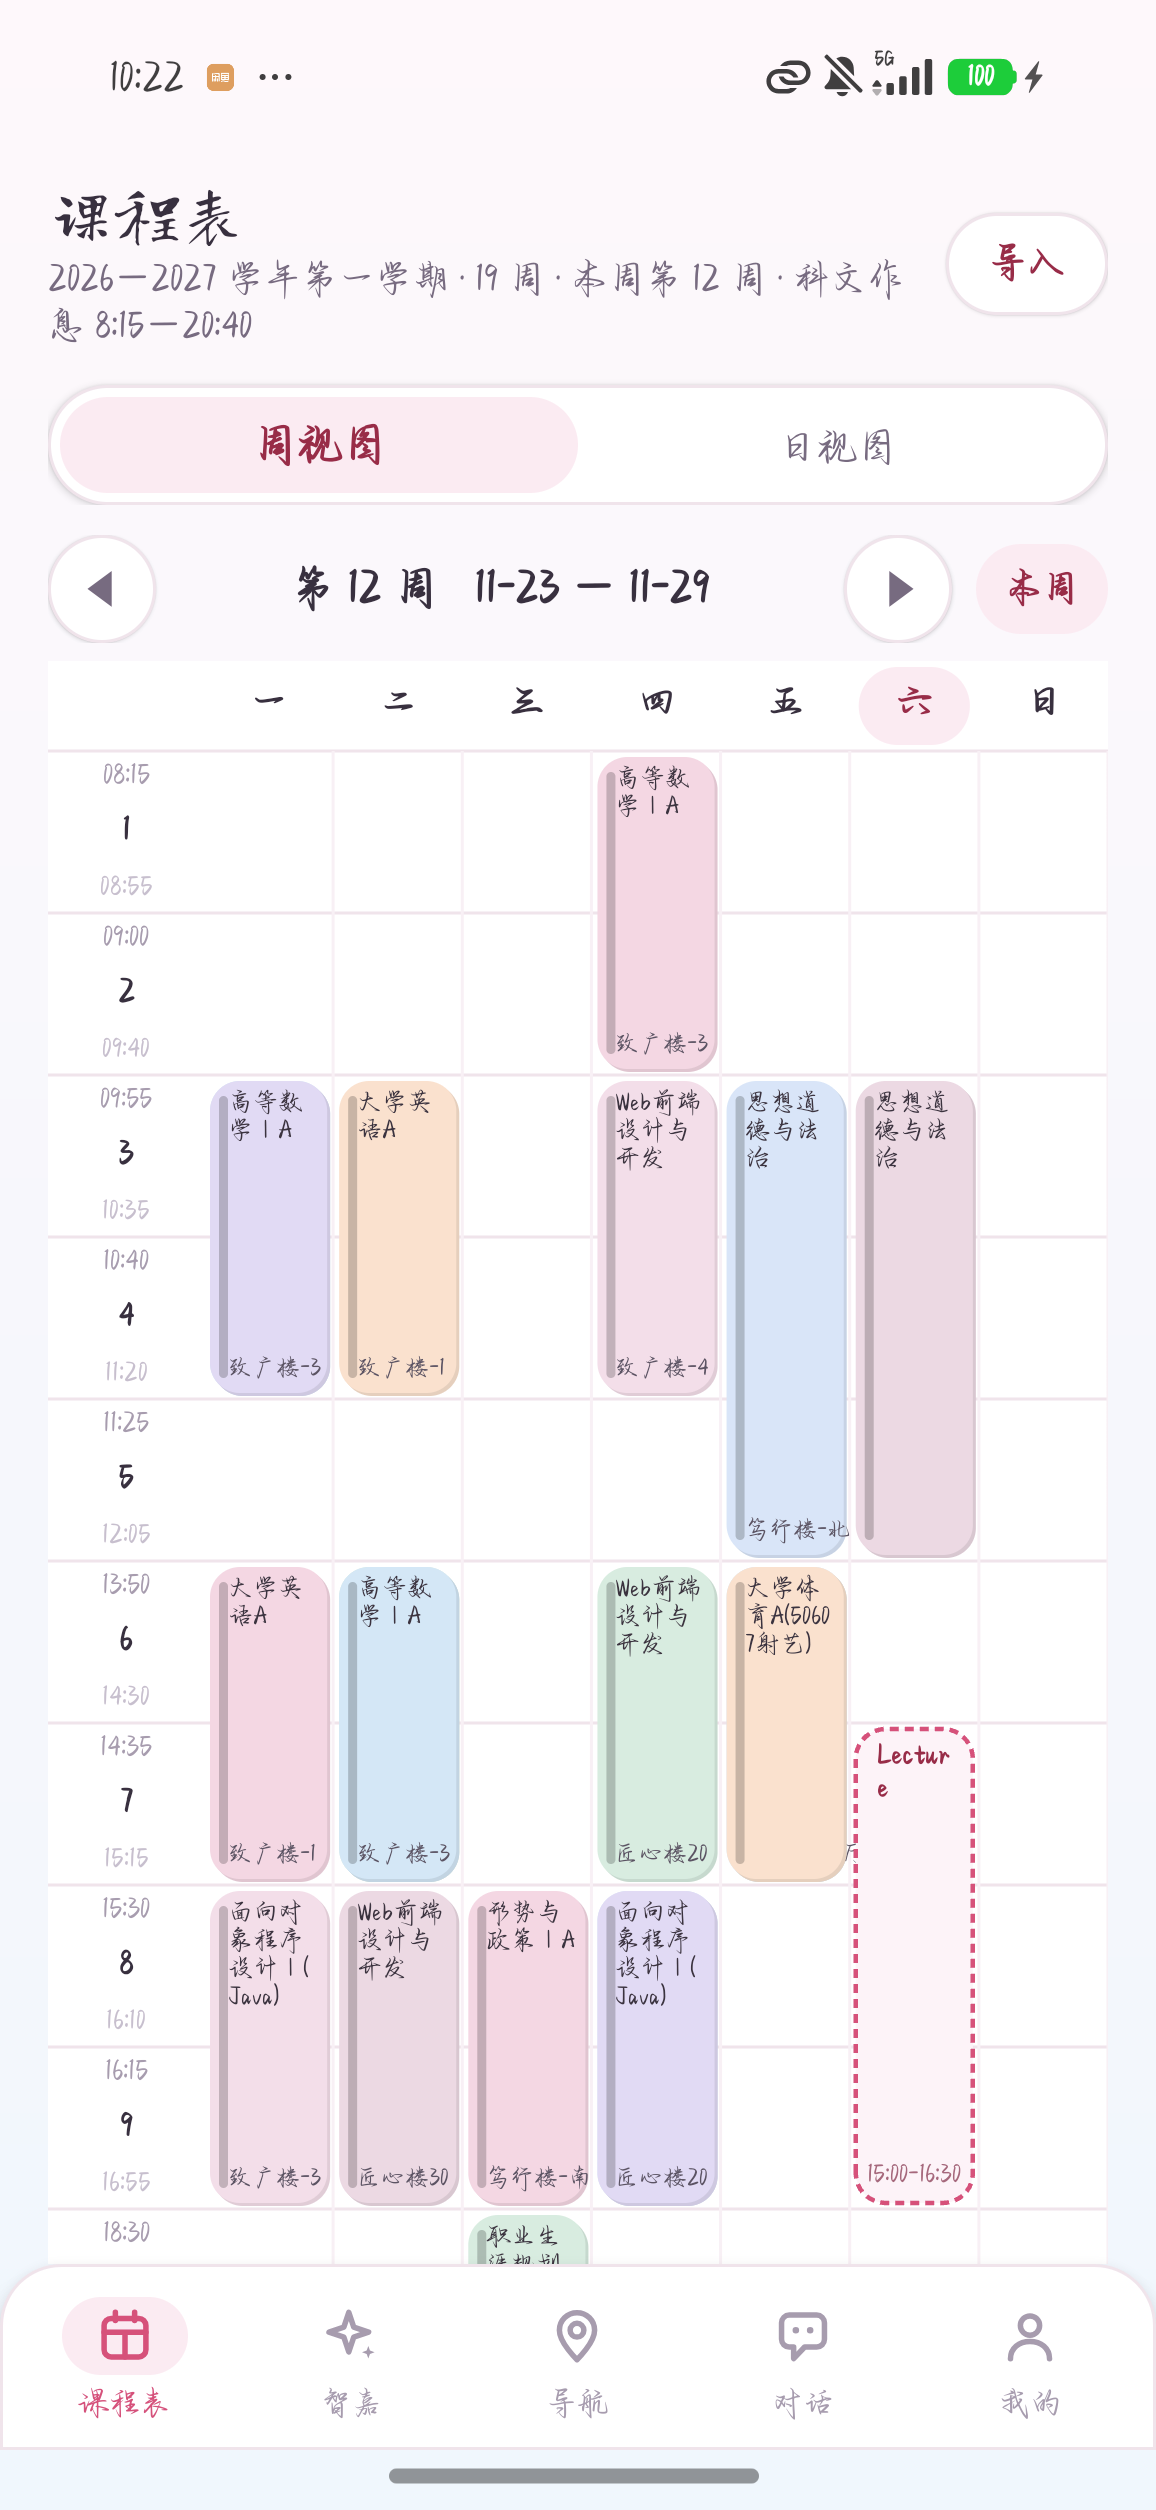 10:22
5G
100
课程表
2026—2027 学年第一学期·19 周·本周第 12 周·科文作
息 8:15—20:40
导入
周视图
日视图
第 12 周 11-23 — 11-29
本周
一 二 三 四 五 六 日
08:15
1
08:55
高等数
学 I A
致广楼-3
09:00
2
09:40
09:55
3
10:35
10:40
4
11:20
高等数
学 I A
致广楼-3
大学英
语A
致广楼-1
Web前端
设计与
开发
致广楼-4
思想道
德与法
治
笃行楼-北
思想道
德与法
治
11:25
5
12:05
13:50
6
14:30
14:35
7
15:15
大学英
语A
致广楼-1
高等数
学 I A
致广楼-3
Web前端
设计与
开发
匠心楼20
大学体
育A(5060
7射艺)
Lectur
e
15:00-16:30
15:30
8
16:10
16:15
9
16:55
面向对
象程序
设计 I (
Java)
致广楼-3
Web前端
设计与
开发
匠心楼30
形势与
政策 I A
笃行楼-南
面向对
象程序
设计 I (
Java)
匠心楼20
18:30
职业生
涯规划
课程表
智嘉
导航
对话
我的